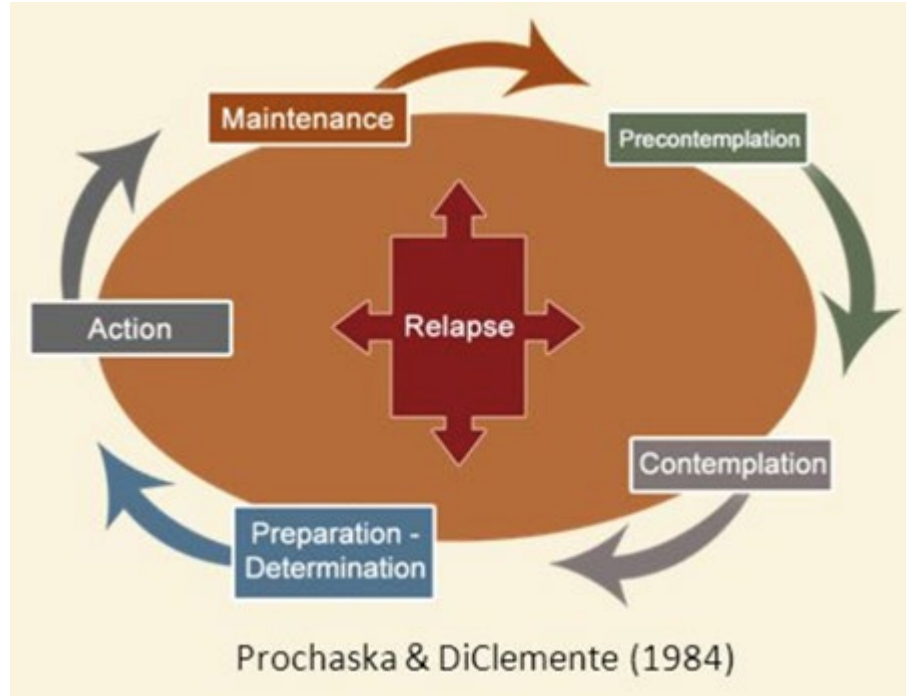 Maintenance
Precontemplation
Relapse
Action
Contemplation
Preparation -
Determination
Prochaska & DiClemente (1984)